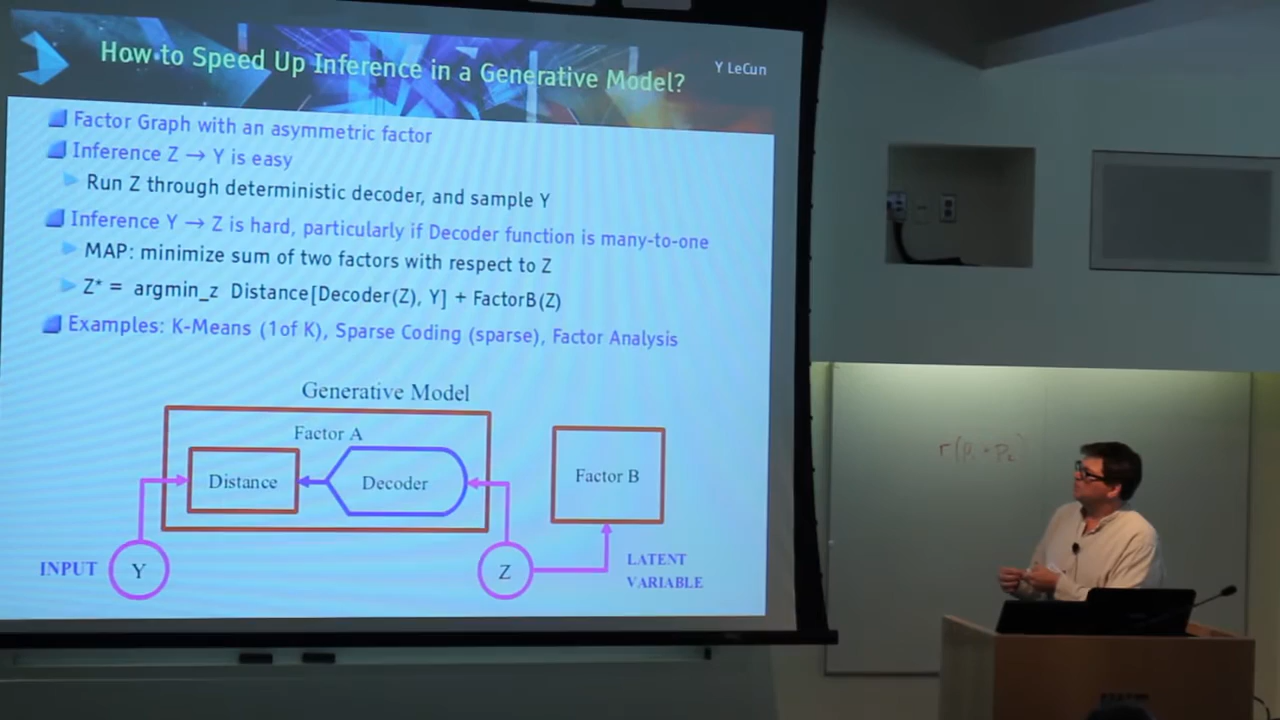 How to Speed Up Inference in a Generative Model?
Y LeCun
Factor Graph with an asymmetric factor
Inference Z → Y is easy
Run Z through deterministic decoder, and sample Y
Inference Y → Z is hard, particularly if Decoder function is many-to-one
MAP: minimize sum of two factors with respect to Z
Z* = argmin_z Distance[Decoder(Z), Y] + FactorB(Z)
Examples: K-Means (1of K), Sparse Coding (sparse), Factor Analysis
Generative Model
Factor A
Distance
Decoder
Factor B
INPUT
Y
Z
LATENT
VARIABLE